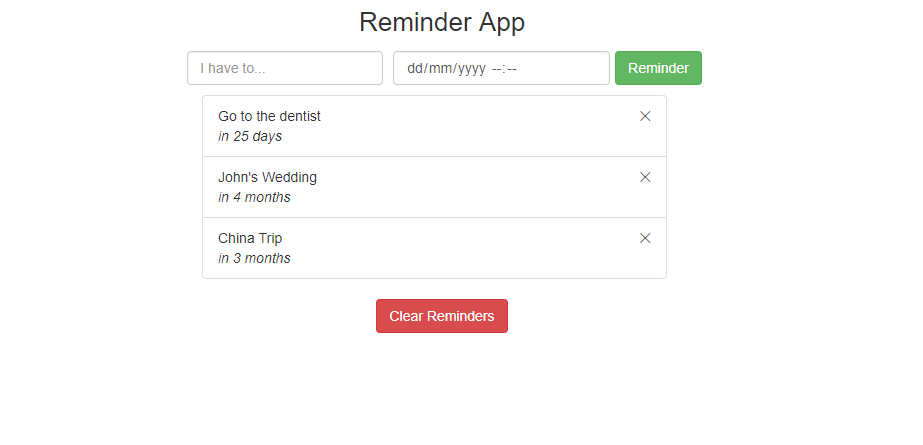 Reminder App
I have to... dd/mm/yyyy --:-- Reminder
Go to the dentist
in 25 days
John's Wedding
in 4 months
China Trip
in 3 months
Clear Reminders